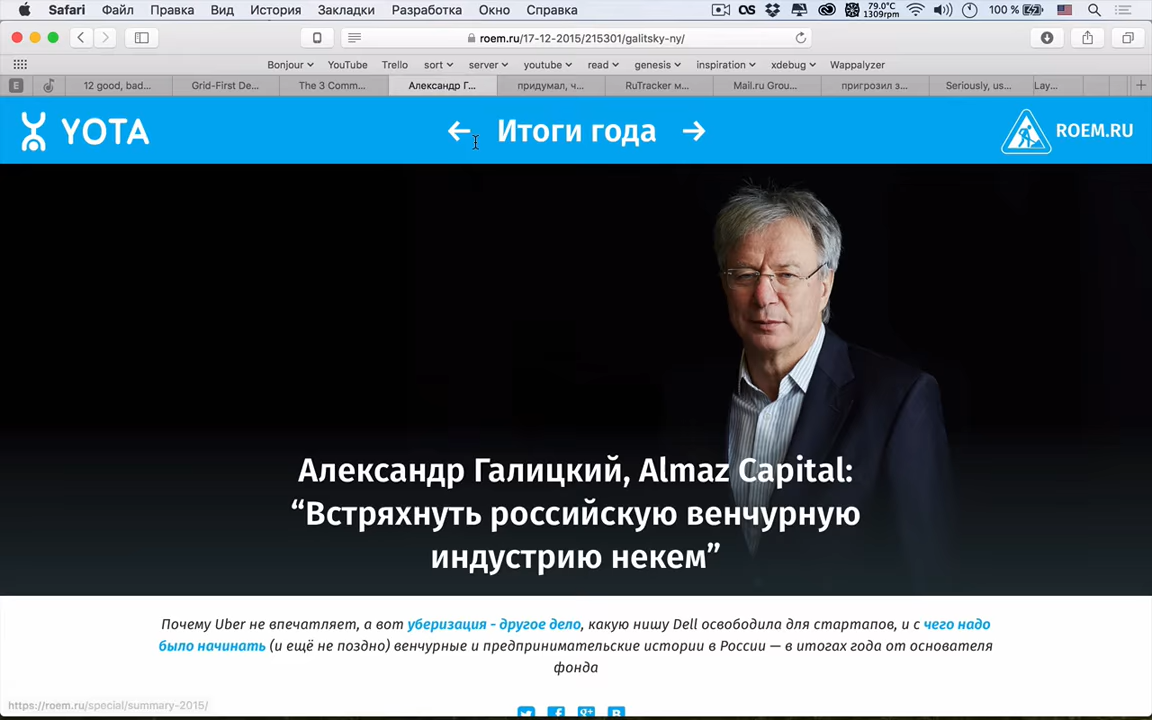 Safari Файл Правка Вид История Закладки Разработка Окно Справка 79.0°C 1309rpm 100 %
roem.ru/17-12-2015/215301/galitsky-ny/
Bonjour YouTube Trello sort server youtube read genesis inspiration xdebug Wappalyzer
12 good, bad... Grid-First De... The 3 Comm... Александр Г... придумал, ч... RuTracker м... Mail.ru Grou... пригрозил з... Seriously, us... Lay...
YOTA ← Итоги года → ROEM.RU
Александр Галицкий, Almaz Capital:
“Встряхнуть российскую венчурную
индустрию некем”
Почему Uber не впечатляет, а вот уберизация - другое дело, какую нишу Dell освободила для стартапов, и с чего надо
было начинать (и ещё не поздно) венчурные и предпринимательские истории в России — в итогах года от основателя
фонда
https://roem.ru/special/summary-2015/